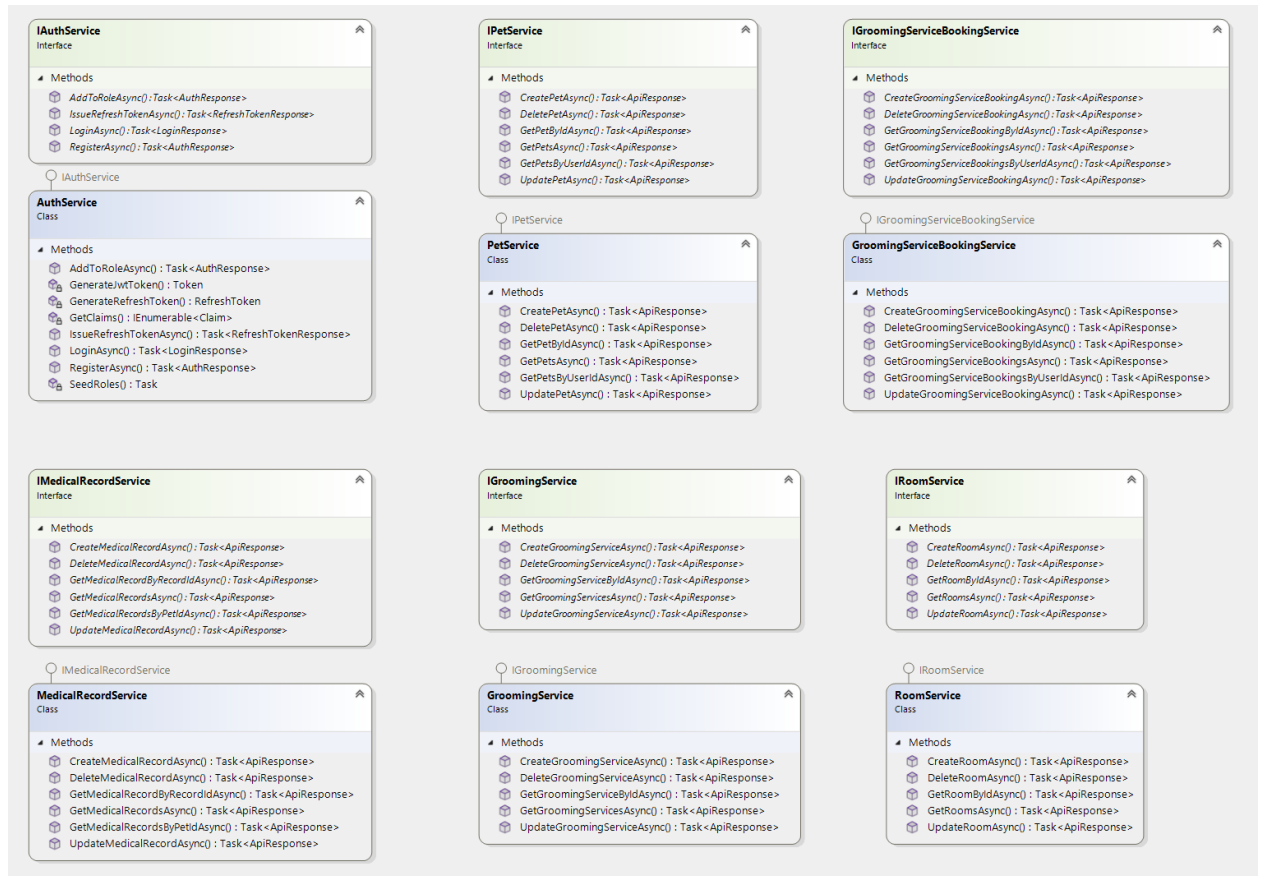 IAuthService
Interface
Methods
AddToRoleAsync() : Task<AuthResponse>
IssueRefreshTokenAsync() : Task<RefreshTokenResponse>
LoginAsync() : Task<LoginResponse>
RegisterAsync() : Task<AuthResponse>
IAuthService
AuthService
Class
Methods
AddToRoleAsync() : Task<AuthResponse>
GenerateJwtToken() : Token
GenerateRefreshToken() : RefreshToken
GetClaims() : IEnumerable<Claim>
IssueRefreshTokenAsync() : Task<RefreshTokenResponse>
LoginAsync() : Task<LoginResponse>
RegisterAsync() : Task<AuthResponse>
SeedRoles() : Task
IPetService
Interface
Methods
CreatePetAsync() : Task<ApiResponse>
DeletePetAsync() : Task<ApiResponse>
GetPetByIdAsync() : Task<ApiResponse>
GetPetsAsync() : Task<ApiResponse>
GetPetsByUserIdAsync() : Task<ApiResponse>
UpdatePetAsync() : Task<ApiResponse>
IPetService
PetService
Class
Methods
CreatePetAsync() : Task<ApiResponse>
DeletePetAsync() : Task<ApiResponse>
GetPetByIdAsync() : Task<ApiResponse>
GetPetsAsync() : Task<ApiResponse>
GetPetsByUserIdAsync() : Task<ApiResponse>
UpdatePetAsync() : Task<ApiResponse>
IGroomingServiceBookingService
Interface
Methods
CreateGroomingServiceBookingAsync() : Task<ApiResponse>
DeleteGroomingServiceBookingAsync() : Task<ApiResponse>
GetGroomingServiceBookingByIdAsync() : Task<ApiResponse>
GetGroomingServiceBookingsAsync() : Task<ApiResponse>
GetGroomingServiceBookingsByUserIdAsync() : Task<ApiResponse>
UpdateGroomingServiceBookingAsync() : Task<ApiResponse>
IGroomingServiceBookingService
GroomingServiceBookingService
Class
Methods
CreateGroomingServiceBookingAsync() : Task<ApiResponse>
DeleteGroomingServiceBookingAsync() : Task<ApiResponse>
GetGroomingServiceBookingByIdAsync() : Task<ApiResponse>
GetGroomingServiceBookingsAsync() : Task<ApiResponse>
GetGroomingServiceBookingsByUserIdAsync() : Task<ApiResponse>
UpdateGroomingServiceBookingAsync() : Task<ApiResponse>
IMedicalRecordService
Interface
Methods
CreateMedicalRecordAsync() : Task<ApiResponse>
DeleteMedicalRecordAsync() : Task<ApiResponse>
GetMedicalRecordByRecordIdAsync() : Task<ApiResponse>
GetMedicalRecordsAsync() : Task<ApiResponse>
GetMedicalRecordsByPetIdAsync() : Task<ApiResponse>
UpdateMedicalRecordAsync() : Task<ApiResponse>
IMedicalRecordService
MedicalRecordService
Class
Methods
CreateMedicalRecordAsync() : Task<ApiResponse>
DeleteMedicalRecordAsync() : Task<ApiResponse>
GetMedicalRecordByRecordIdAsync() : Task<ApiResponse>
GetMedicalRecordsAsync() : Task<ApiResponse>
GetMedicalRecordsByPetIdAsync() : Task<ApiResponse>
UpdateMedicalRecordAsync() : Task<ApiResponse>
IGroomingService
Interface
Methods
CreateGroomingServiceAsync() : Task<ApiResponse>
DeleteGroomingServiceAsync() : Task<ApiResponse>
GetGroomingServiceByIdAsync() : Task<ApiResponse>
GetGroomingServicesAsync() : Task<ApiResponse>
UpdateGroomingServiceAsync() : Task<ApiResponse>
IGroomingService
GroomingService
Class
Methods
CreateGroomingServiceAsync() : Task<ApiResponse>
DeleteGroomingServiceAsync() : Task<ApiResponse>
GetGroomingServiceByIdAsync() : Task<ApiResponse>
GetGroomingServicesAsync() : Task<ApiResponse>
UpdateGroomingServiceAsync() : Task<ApiResponse>
IRoomService
Interface
Methods
CreateRoomAsync() : Task<ApiResponse>
DeleteRoomAsync() : Task<ApiResponse>
GetRoomByIdAsync() : Task<ApiResponse>
GetRoomsAsync() : Task<ApiResponse>
UpdateRoomAsync() : Task<ApiResponse>
IRoomService
RoomService
Class
Methods
CreateRoomAsync() : Task<ApiResponse>
DeleteRoomAsync() : Task<ApiResponse>
GetRoomByIdAsync() : Task<ApiResponse>
GetRoomsAsync() : Task<ApiResponse>
UpdateRoomAsync() : Task<ApiResponse>